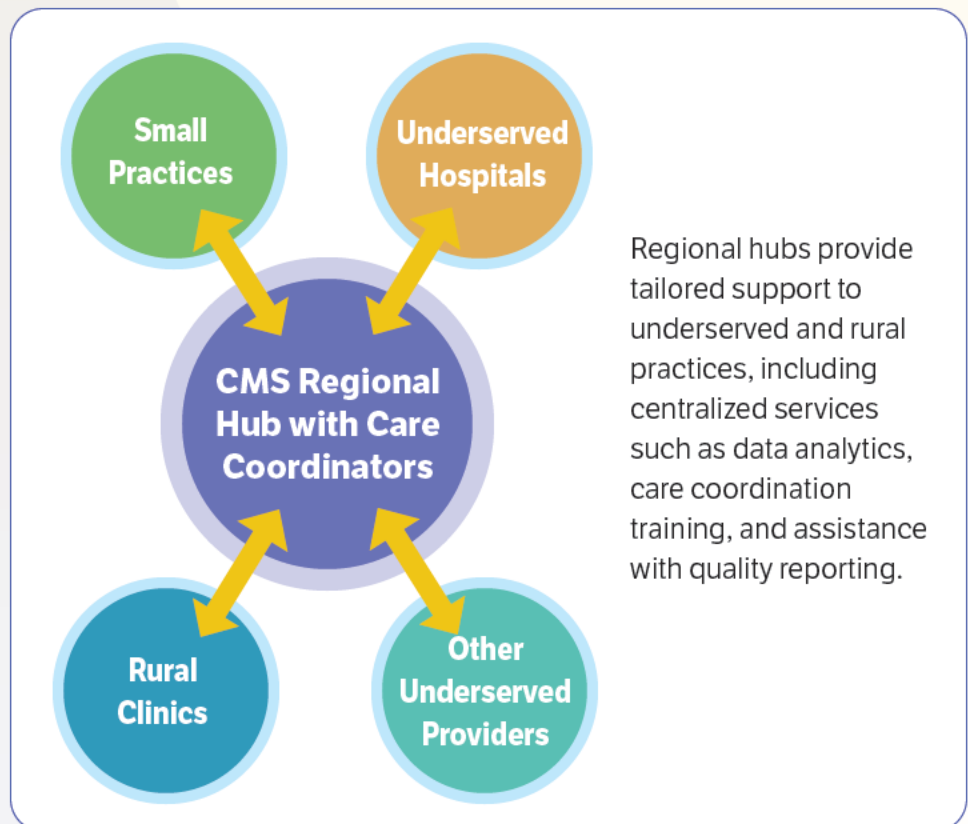 Small
Practices
Underserved
Hospitals
CMS Regional
Hub with Care
Coordinators
Rural
Clinics
Other
Underserved
Providers
Regional hubs provide
tailored support to
underserved and rural
practices, including
centralized services
such as data analytics,
care coordination
training, and assistance
with quality reporting.